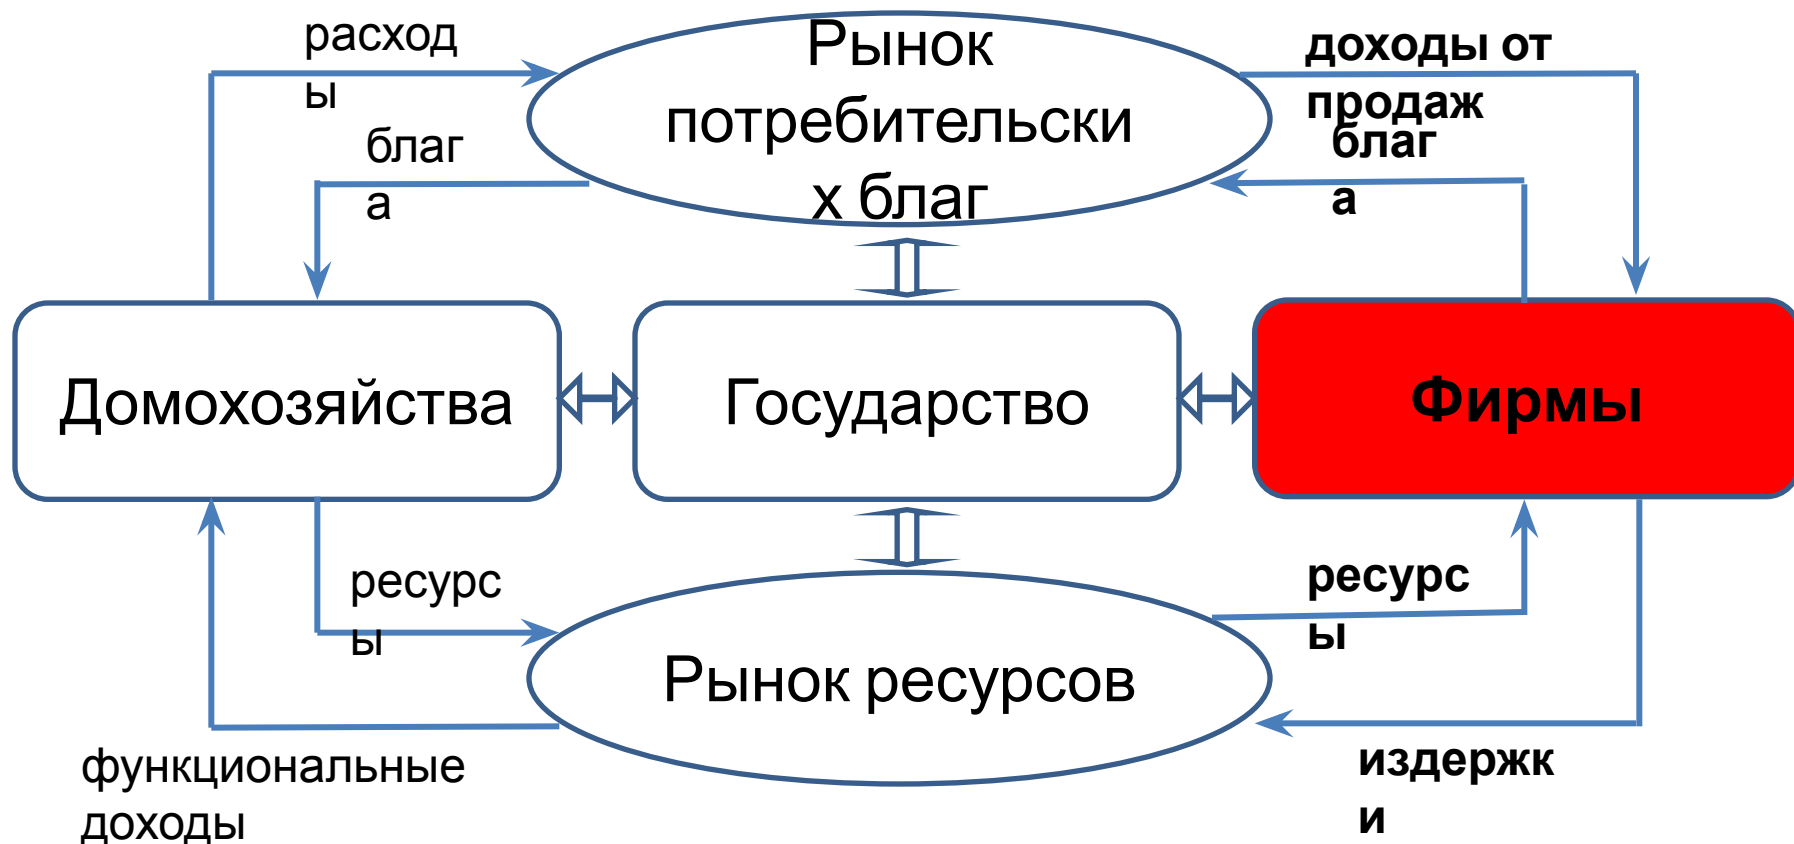 расход
ы
Рынок
потребительски
х благ
доходы от
продаж
благ
а
благ
а
Домохозяйства
Государство
Фирмы
ресурс
ы
Рынок ресурсов
ресурс
ы
функциональные
доходы
издержк
и